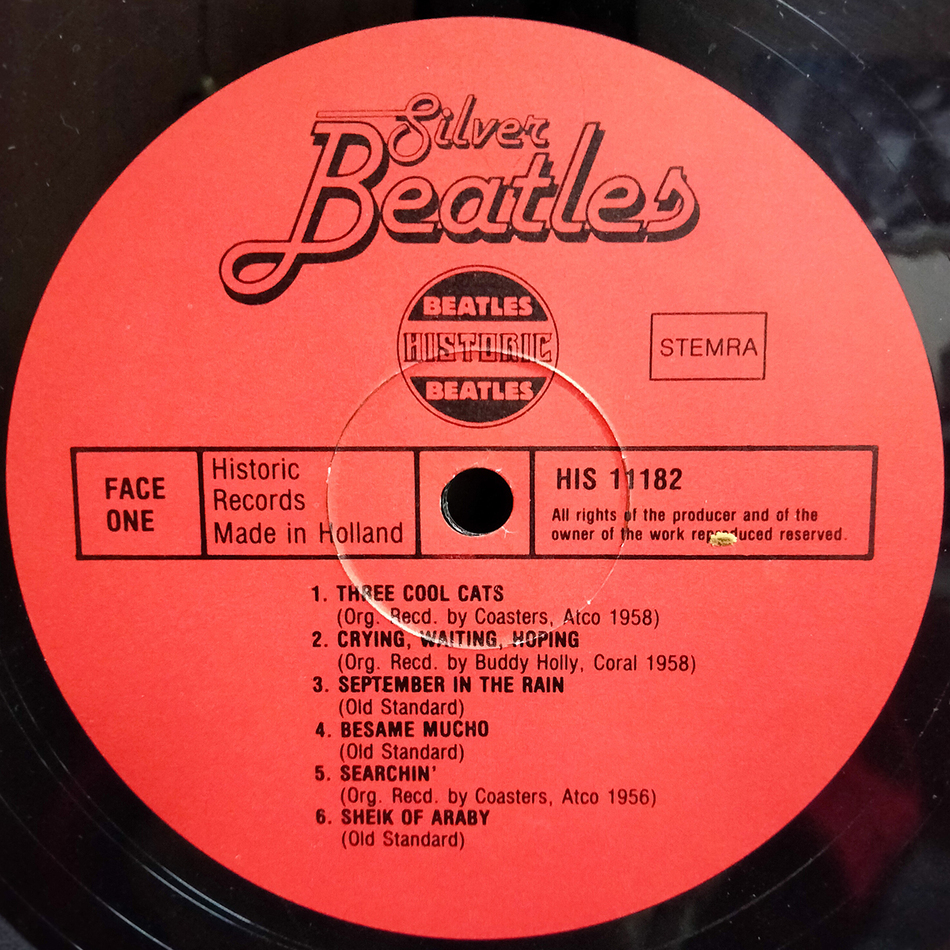 Silver
Beatles
BEATLES
HISTORIC
BEATLES
STEMRA
FACE
ONE
Historic
Records
Made in Holland
HIS 11182
All rights of the producer and of the
owner of the work reproduced reserved.
1. THREE COOL CATS
(Org. Recd. by Coasters, Atco 1958)
2. CRYING, WAITING, HOPING
(Org. Recd. by Buddy Holly, Coral 1958)
3. SEPTEMBER IN THE RAIN
(Old Standard)
4. BESAME MUCHO
(Old Standard)
5. SEARCHIN'
(Org. Recd. by Coasters, Atco 1956)
6. SHEIK OF ARABY
(Old Standard)